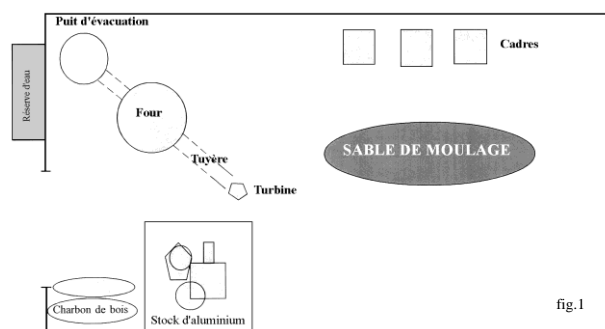 Puit d'évacuation
Cadres
Réserve d'eau
Four
SABLE DE MOULAGE
Tuyère
Turbine
Charbon de bois
Stock d'aluminium
fig.1